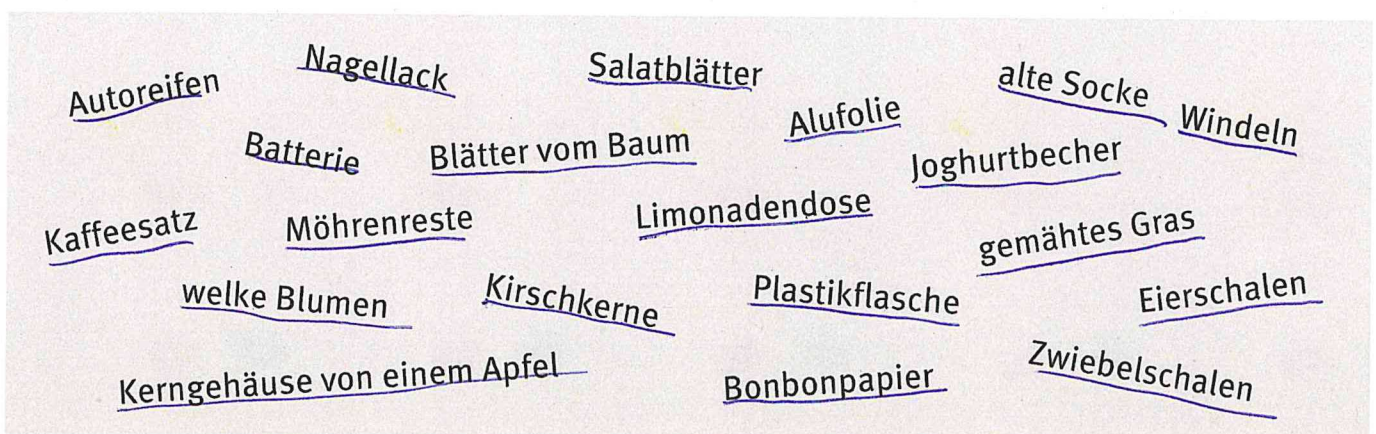 Autoreifen
Nagellack
Salatblätter
alte Socke
Windeln
Batterie
Blätter vom Baum
Alufolie
Joghurtbecher
Kaffeesatz
Möhrenreste
Limonadendose
gemähtes Gras
welke Blumen
Kirschkerne
Plastikflasche
Eierschalen
Kerngehäuse von einem Apfel
Bonbonpapier
Zwiebelschalen